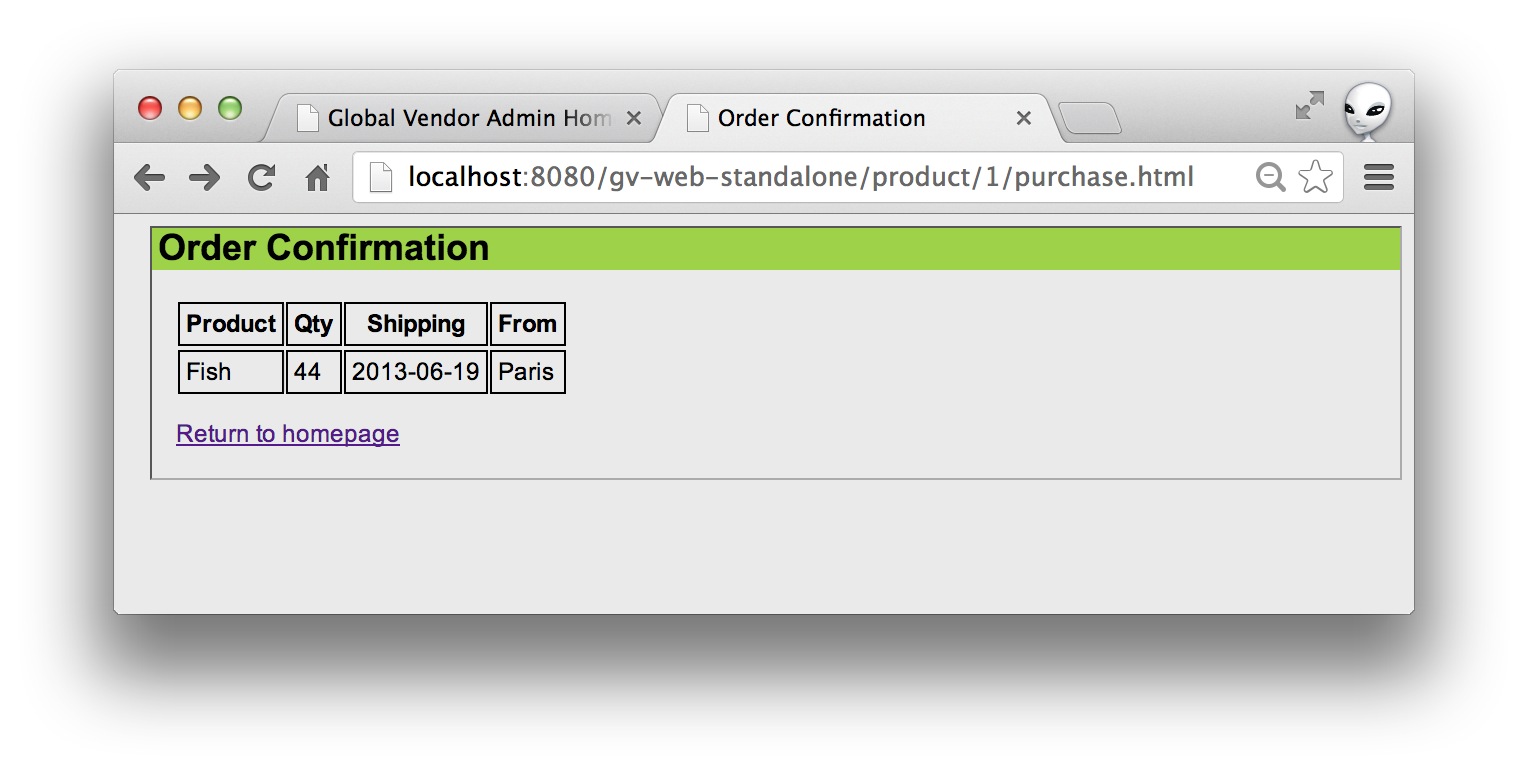 Global Vendor Admin Hom
Order Confirmation
localhost:8080/gv-web-standalone/product/1/purchase.html
Order Confirmation
Product Qty Shipping From
Fish 44 2013-06-19 Paris
Return to homepage